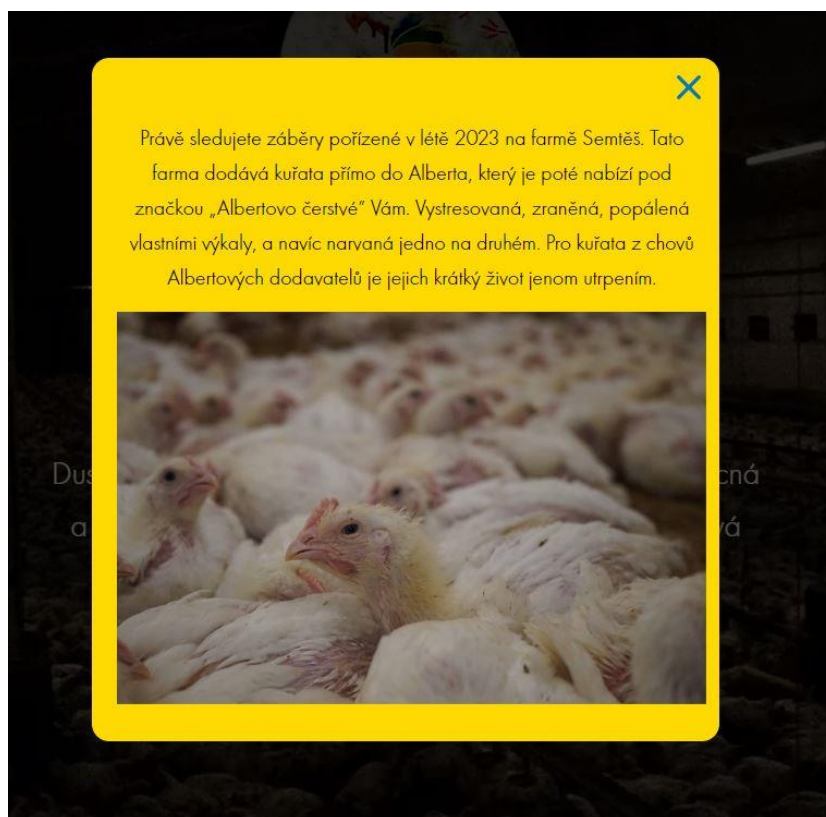 Právě sledujete záběry pořízené v létě 2023 na farmě Semtěš. Tato
farma dodává kuřata přímo do Alberta, který je poté nabízí pod
značkou „Albertovo čerstvé“ Vám. Vystresovaná, zraněná, popálená
vlastními výkaly, a navíc narvaná jedno na druhém. Pro kuřata z chovů
Albertových dodavatelů je jejich krátký život jenom utrpením.
a